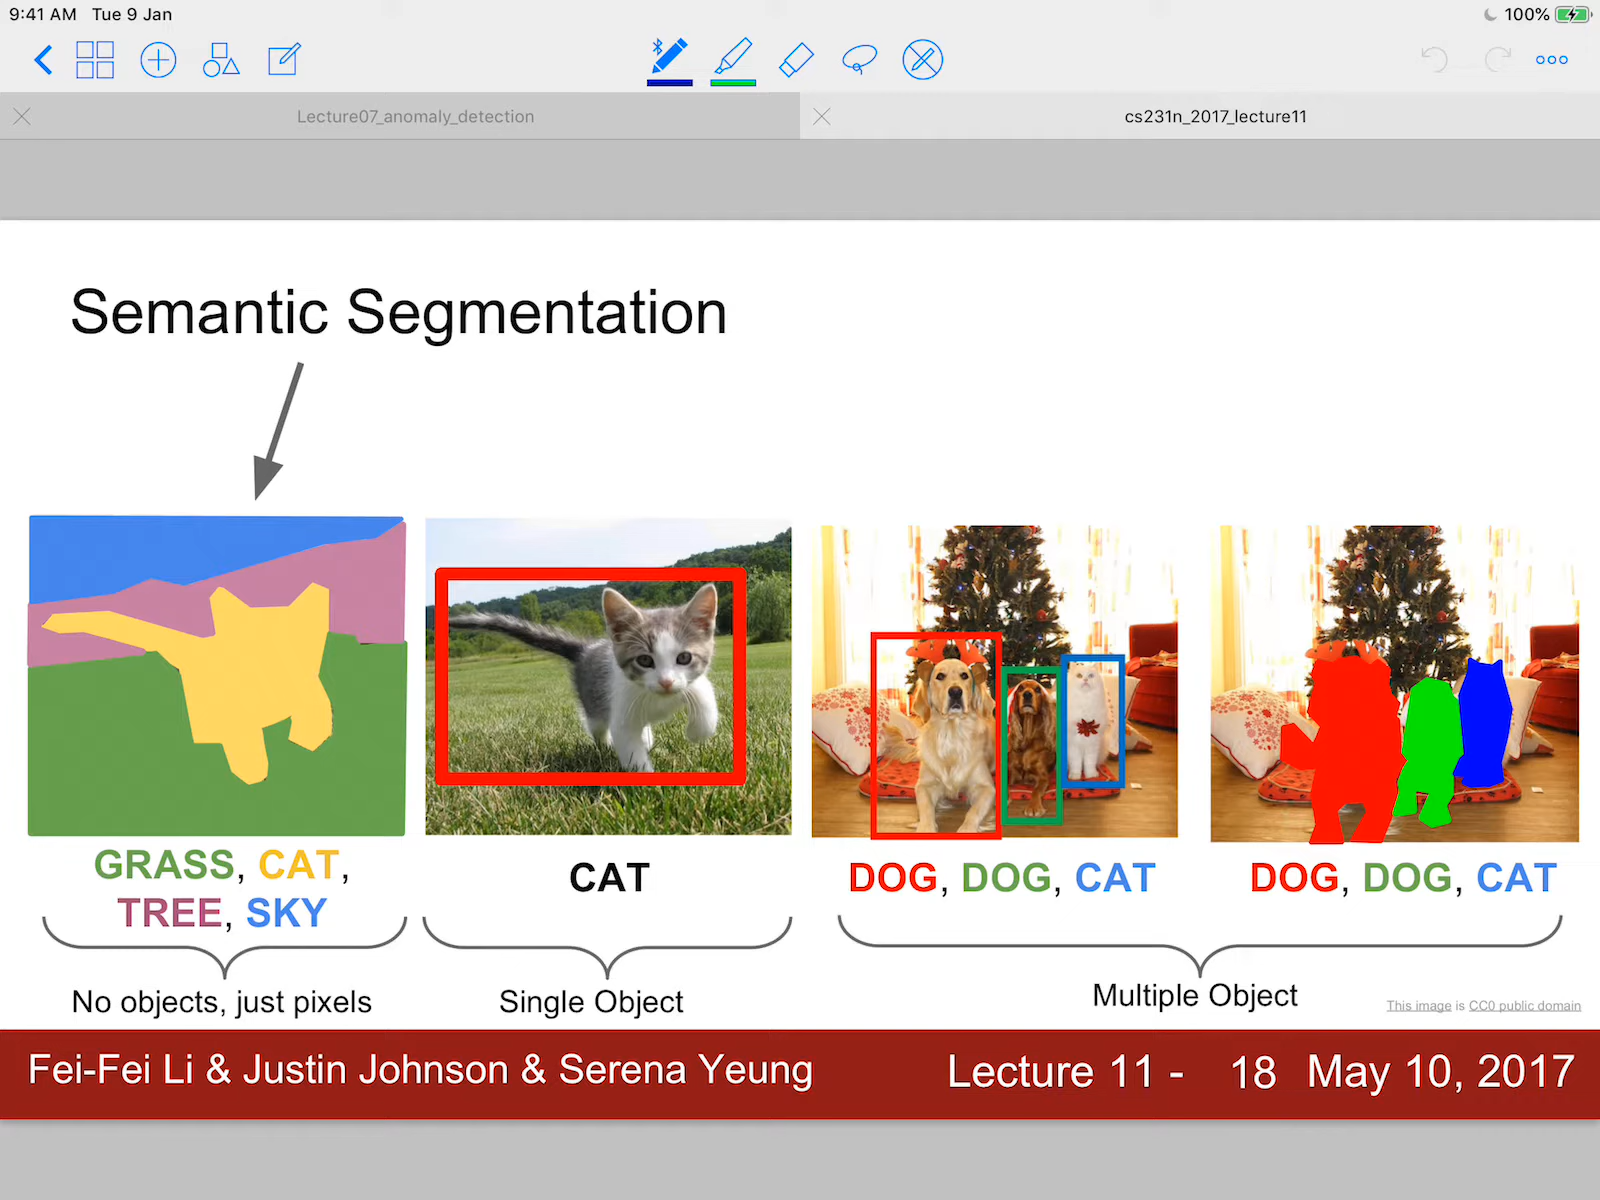 9:41 AM Tue 9 Jan
100%
Lecture07_anomaly_detection
cs231n_2017_lecture11
Semantic Segmentation
GRASS, CAT,
TREE, SKY
CAT
DOG, DOG, CAT
DOG, DOG, CAT
No objects, just pixels
Single Object
Multiple Object
This image is CC0 public domain
Fei-Fei Li & Justin Johnson & Serena Yeung
Lecture 11 - 18 May 10, 2017